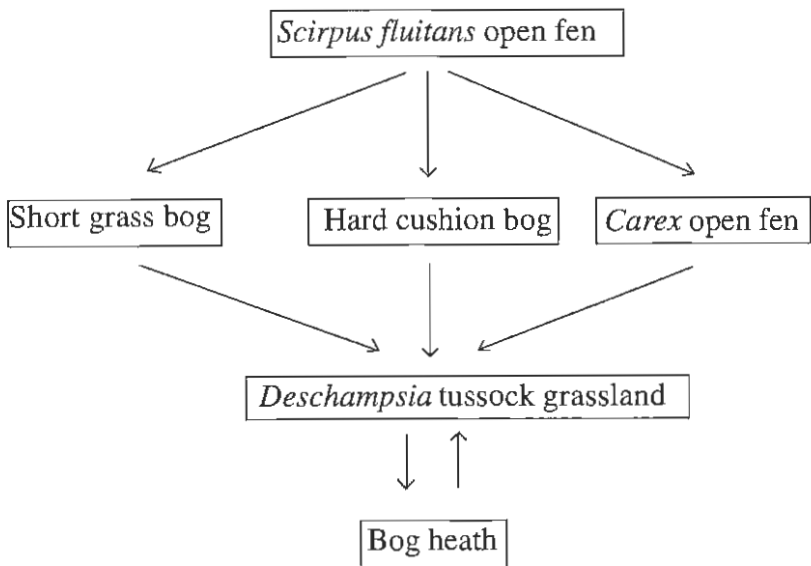 Scirpus fluitans open fen
Short grass bog
Hard cushion bog
Carex open fen
Deschampsia tussock grassland
Bog heath